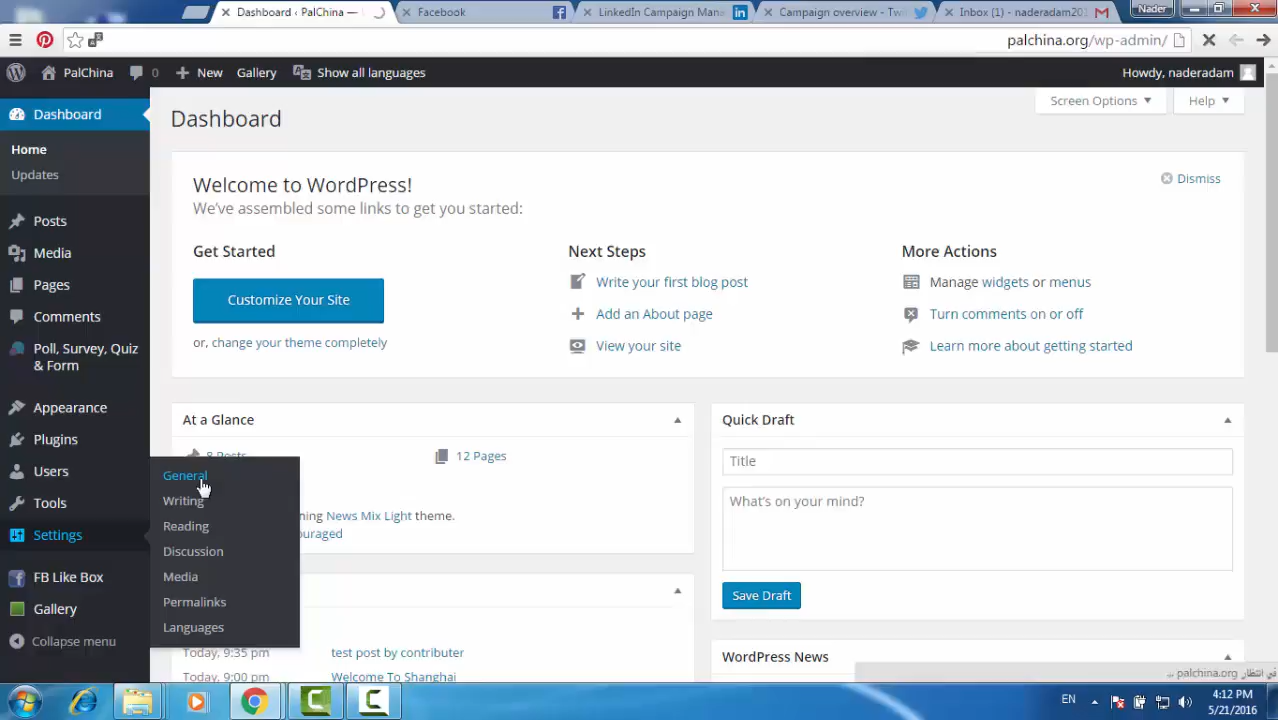 Dashboard ‹ PalChina —
Facebook
LinkedIn Campaign Mana
Campaign overview - Twi
Inbox (1) - naderadam201
Nader
palchina.org/wp-admin/
PalChina
0
New
Gallery
Show all languages
Howdy, naderadam
Dashboard
Home
Updates
Posts
Media
Pages
Comments
Poll, Survey, Quiz
& Form
Appearance
Plugins
Users
Tools
Settings
FB Like Box
Gallery
Collapse menu
General
Writing
Reading
Discussion
Media
Permalinks
Languages
Dashboard
Screen Options
Help
Welcome to WordPress!
We've assembled some links to get you started:
Dismiss
Get Started
Customize Your Site
or, change your theme completely
Next Steps
Write your first blog post
Add an About page
View your site
More Actions
Manage widgets or menus
Turn comments on or off
Learn more about getting started
At a Glance
8 Posts
12 Pages
News Mix Light theme.
Today, 9:35 pm
test post by contributer
Today, 9:00 pm
Welcome To Shanghai
Quick Draft
Title
What's on your mind?
Save Draft
WordPress News
في انتظار palchina.org ...
EN
4:12 PM
5/21/2016